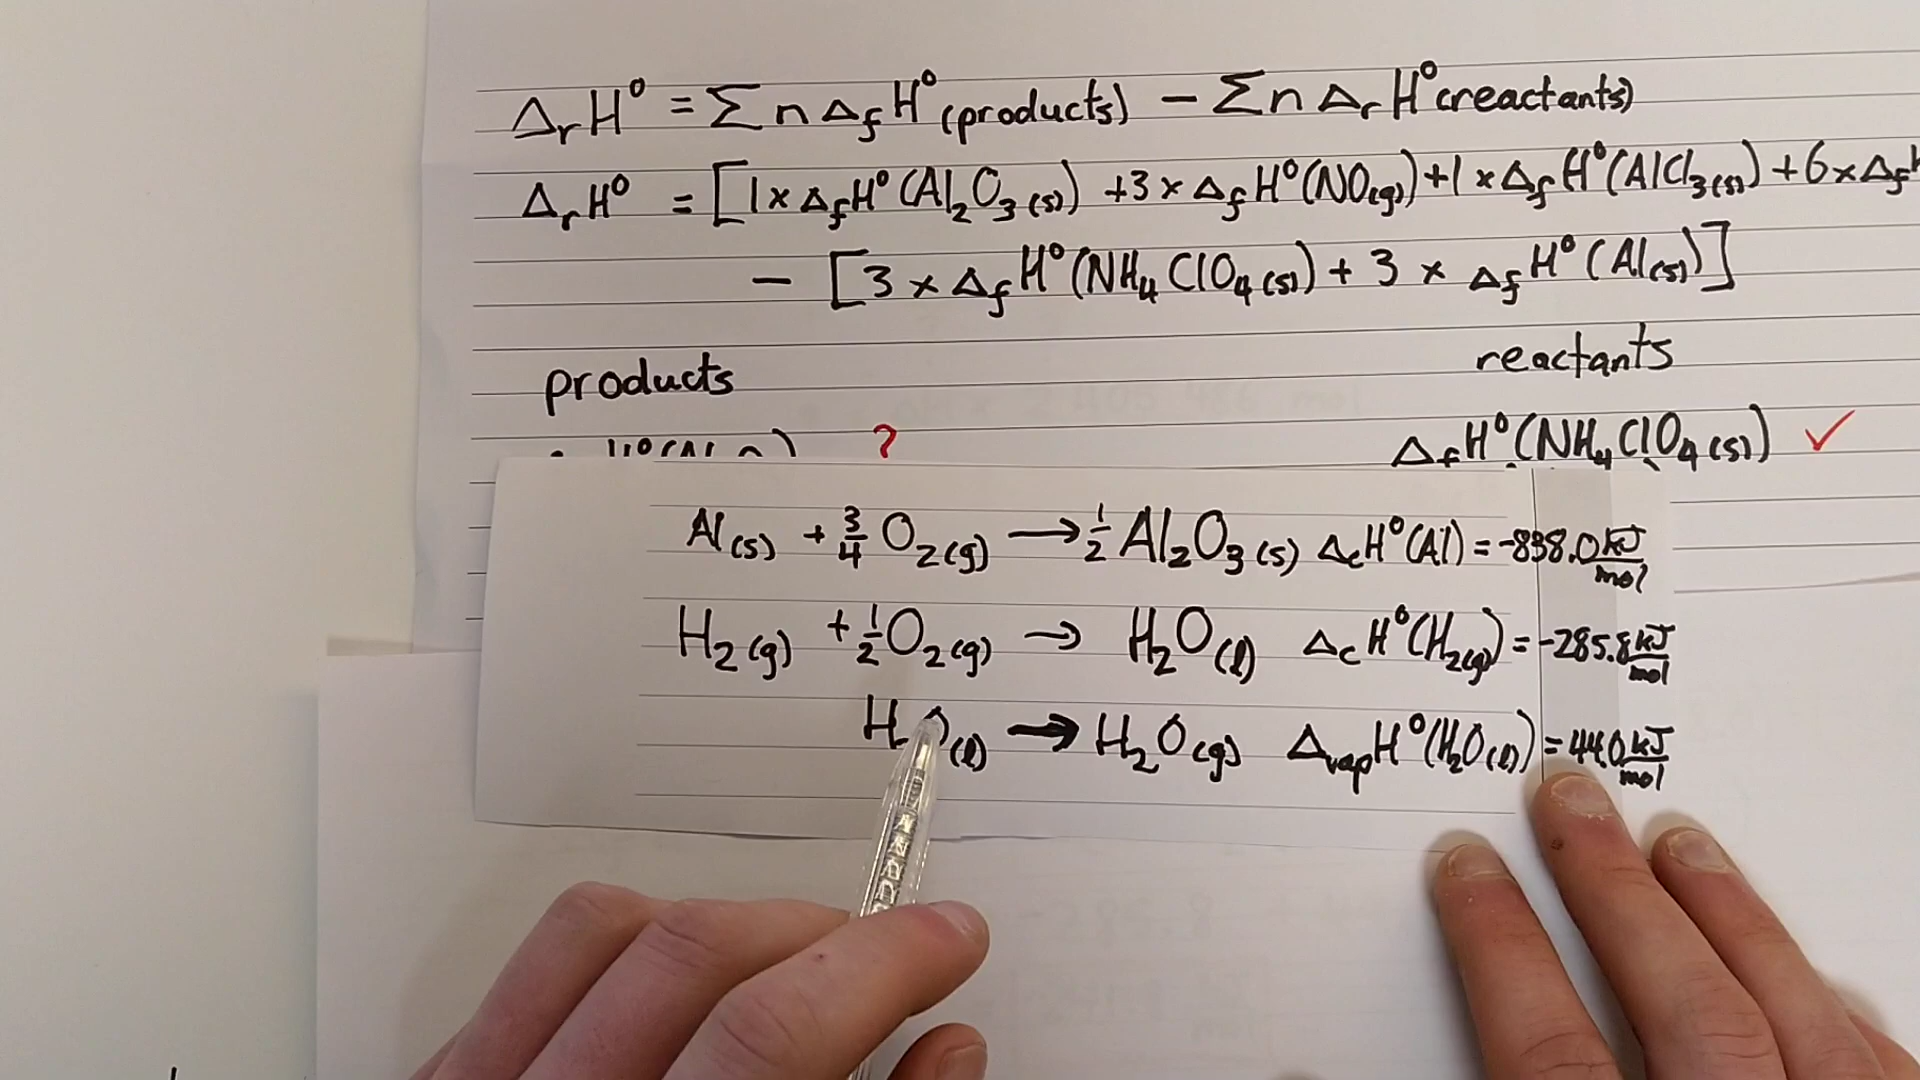 ΔrH° = Σ n ΔfH°(products) − Σ n ΔrH°(reactants)
ΔrH° = [1 × ΔfH°(Al₂O₃(s)) + 3 × ΔfH°(NO(g)) + 1 × ΔfH°(AlCl₃(s)) + 6 × Δf
− [3 × ΔfH°(NH₄ClO₄(s)) + 3 × ΔfH°(Al(s))]
products
reactants
?
ΔfH°(NH₄ClO₄(s)) ✓
Al(s) + 3/4 O₂(g) → 1/2 Al₂O₃(s) ΔcH°(Al) = -838.0 kJ/mol
H₂(g) + 1/2 O₂(g) → H₂O(l) ΔcH°(H₂(g)) = -285.8 kJ/mol
H₂O(l) → H₂O(g) ΔvapH°(H₂O(l)) = 44.0 kJ/mol